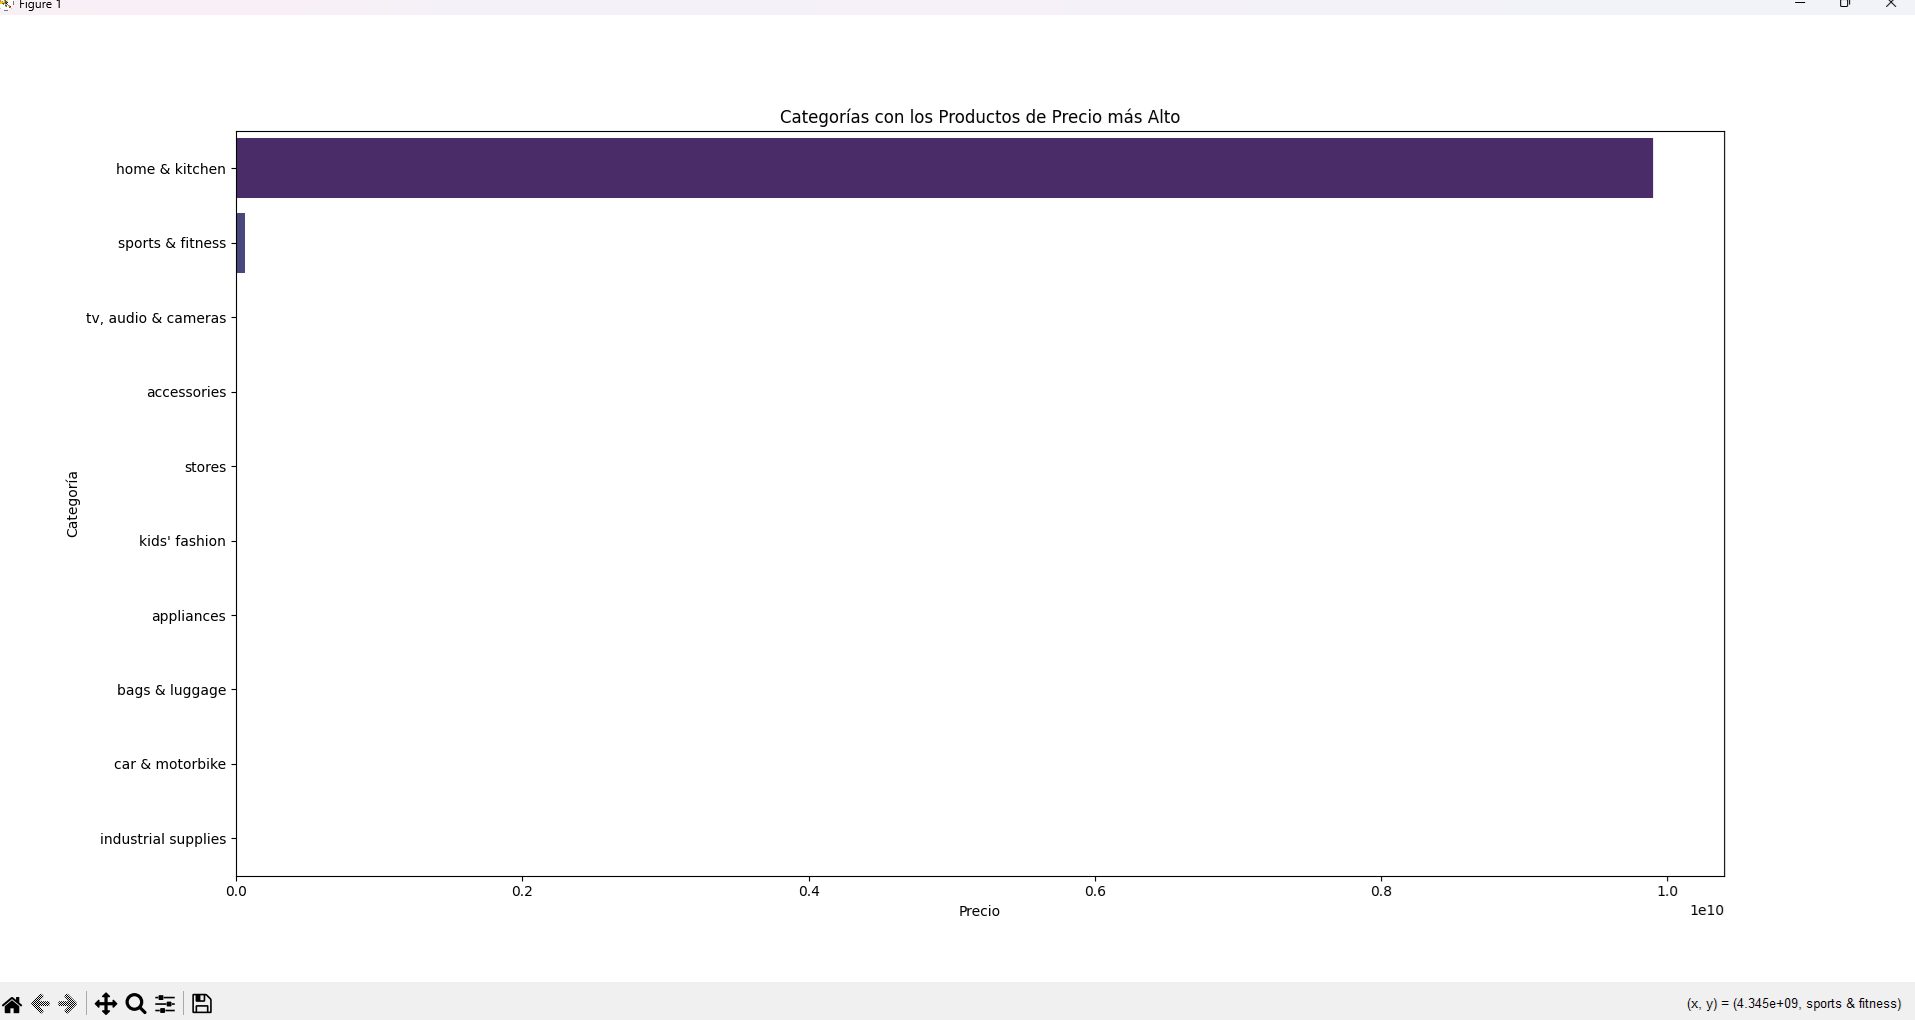 Figure 1
Categorías con los Productos de Precio más Alto
home & kitchen
sports & fitness
tv, audio & cameras
accessories
stores
kids' fashion
appliances
bags & luggage
car & motorbike
industrial supplies
Categoría
0.0 0.2 0.4 0.6 0.8 1.0
Precio
1e10
(x, y) = (4.345e+09, sports & fitness)